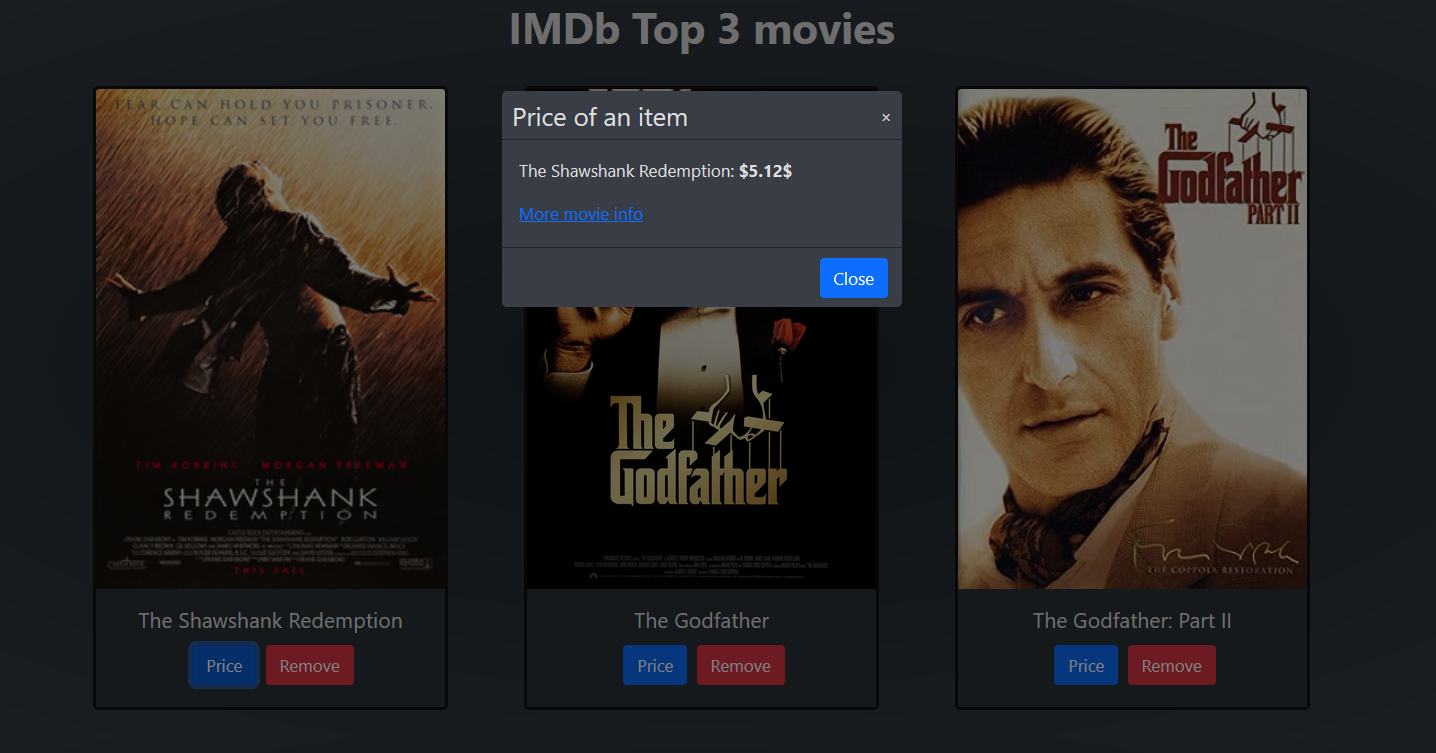 IMDb Top 3 movies
FEAR CAN HOLD YOU PRISONER.
HOPE CAN SET YOU FREE.
TIM ROBBINS MORGAN FREEMAN
THE
SHAWSHANK
REDEMPTION
THIS FALL
The Shawshank Redemption
Price Remove
Price of an item ×
The Shawshank Redemption: $5.12$
More movie info
Close
The
Godfather
The Godfather
Price Remove
The
Godfather
PART II
THE COPPOLA RESTORATION
The Godfather: Part II
Price Remove